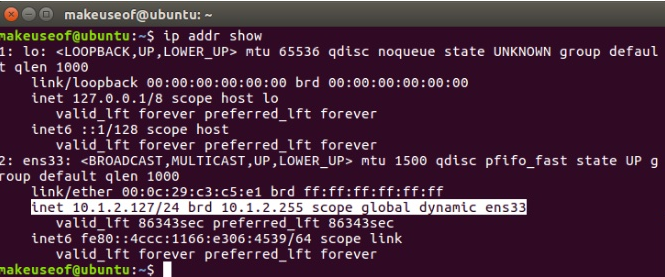 makeuseof@ubuntu: ~
makeuseof@ubuntu:~$ ip addr show
1: lo: <LOOPBACK,UP,LOWER_UP> mtu 65536 qdisc noqueue state UNKNOWN group defaul
t qlen 1000
    link/loopback 00:00:00:00:00:00 brd 00:00:00:00:00:00
    inet 127.0.0.1/8 scope host lo
       valid_lft forever preferred_lft forever
    inet6 ::1/128 scope host
       valid_lft forever preferred_lft forever
2: ens33: <BROADCAST,MULTICAST,UP,LOWER_UP> mtu 1500 qdisc pfifo_fast state UP g
roup default qlen 1000
    link/ether 00:0c:29:c3:c5:e1 brd ff:ff:ff:ff:ff:ff
    inet 10.1.2.127/24 brd 10.1.2.255 scope global dynamic ens33
       valid_lft 86343sec preferred_lft 86343sec
    inet6 fe80::4ccc:1166:e306:4539/64 scope link
       valid_lft forever preferred_lft forever
makeuseof@ubuntu:~$